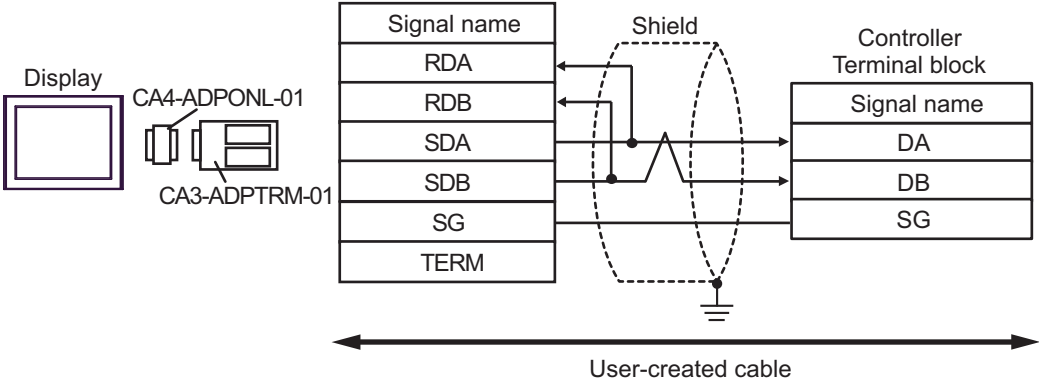 Display
CA4-ADPONL-01
CA3-ADPTRM-01
Signal name
RDA
RDB
SDA
SDB
SG
TERM
Shield
Controller
Terminal block
Signal name
DA
DB
SG
User-created cable